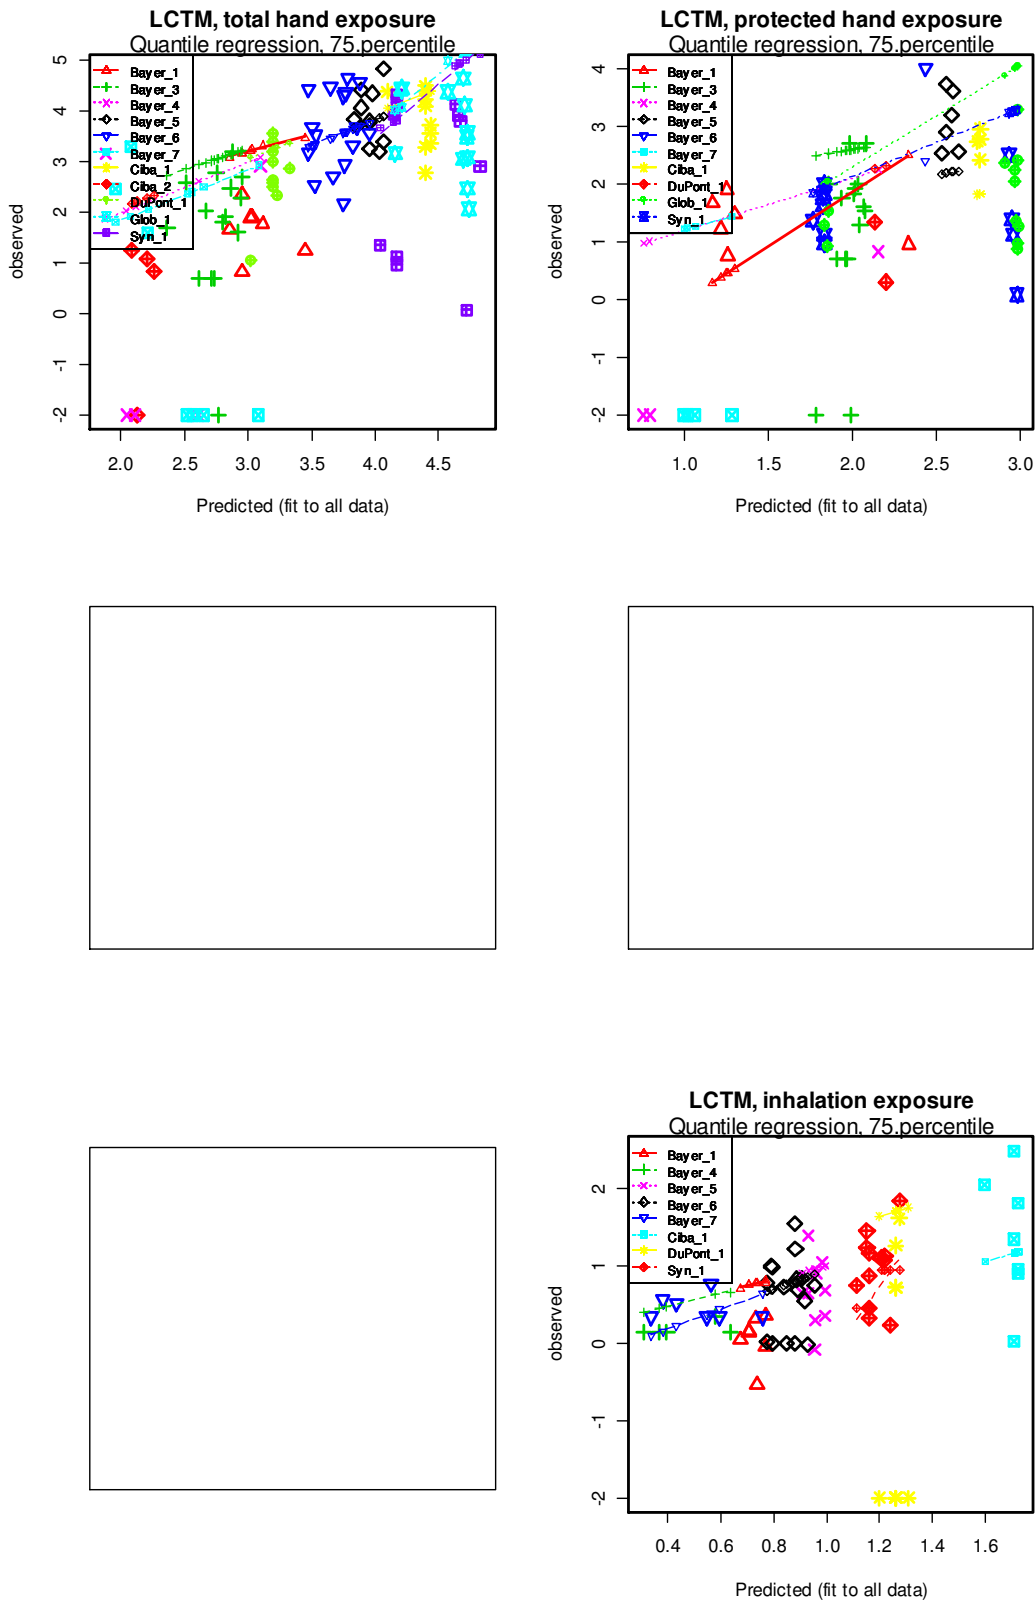 LCTM, total hand exposure
Quantile regression, 75.percentile
Bayer_1
Bayer_3
Bayer_4
Bayer_5
Bayer_6
Bayer_7
Ciba_1
Ciba_2
DuPont_1
Glob_1
Syn_1
observed
5
4
3
2
1
0
-1
-2
2.0 2.5 3.0 3.5 4.0 4.5
Predicted (fit to all data)
LCTM, protected hand exposure
Quantile regression, 75.percentile
Bayer_1
Bayer_3
Bayer_4
Bayer_5
Bayer_6
Bayer_7
Ciba_1
DuPont_1
Glob_1
Syn_1
observed
4
3
2
1
0
-1
-2
1.0 1.5 2.0 2.5 3.0
Predicted (fit to all data)
LCTM, inhalation exposure
Quantile regression, 75.percentile
Bayer_1
Bayer_4
Bayer_5
Bayer_6
Bayer_7
Ciba_1
DuPont_1
Syn_1
observed
2
1
0
-1
-2
0.4 0.6 0.8 1.0 1.2 1.4 1.6
Predicted (fit to all data)